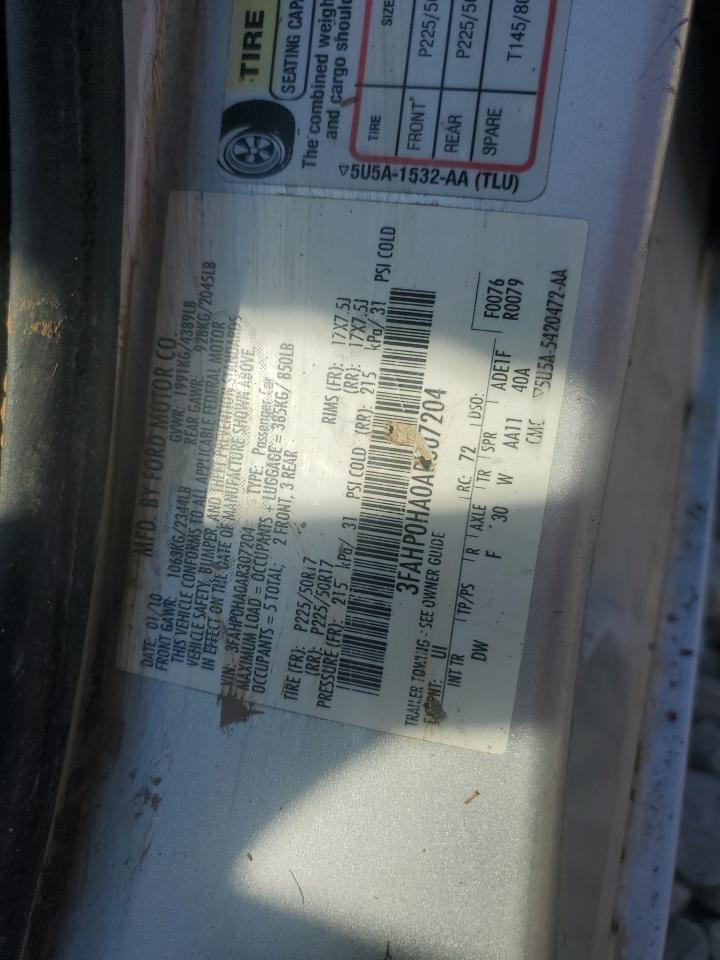 TIRE
SEATING CAP
The combined weigh
and cargo shoul
TIRE SIZE
FRONT P225/50
REAR P225/50
SPARE T145/80
▽5U5A-1532-AA (TLU)
MFD. BY FORD MOTOR CO.
DATE: 01/10 GVWR: 1991KG/4389LB
FRONT GAWR: 1063KG/2344LB REAR GAWR: 928KG/2045LB
THIS VEHICLE CONFORMS TO ALL APPLICABLE FEDERAL MOTOR
VEHICLE SAFETY, BUMPER, AND THEFT PREVENTION STANDARDS
IN EFFECT ON THE DATE OF MANUFACTURE SHOWN ABOVE
VIN: 3FAHP0HA0AR307204 TYPE: Passenger Car
MAXIMUM LOAD = OCCUPANTS + LUGGAGE = 385KG/ 850LB
OCCUPANTS = 5 TOTAL; 2 FRONT, 3 REAR
TIRE (FR): P225/50R17 RIMS (FR): 17X7.5J
(RR): P225/50R17 (RR): 17X7.5J
PRESSURE (FR): 215 kPa/ 31 PSI COLD (RR): 215 kPa/ 31 PSI COLD
3FAHP0HA0AR307204
TRAILER TOWING - SEE OWNER GUIDE F0076
EXT PNT: UI RC: 72 DSO: R0079
INT TR TP/PS R AXLE TR SPR ADE1F
DW F 30 W AA11 40A
CMC ▽5U5A-5420472-AA